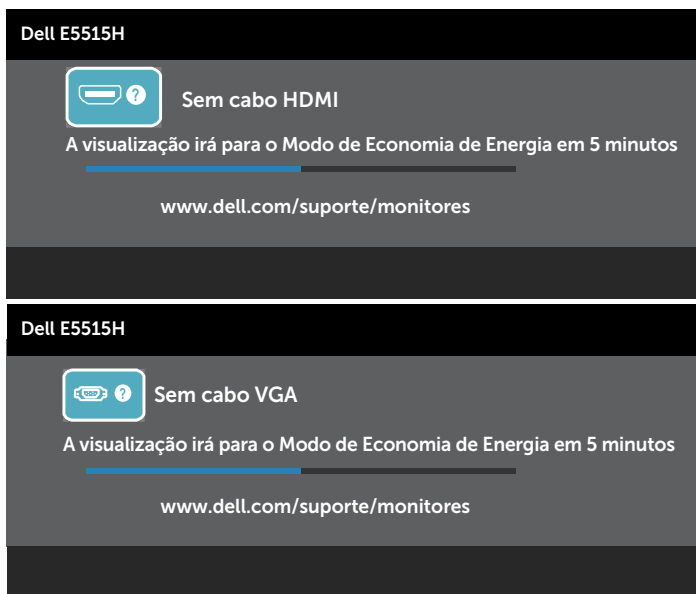 Dell E5515H
Sem cabo HDMI
A visualização irá para o Modo de Economia de Energia em 5 minutos
www.dell.com/suporte/monitores
Dell E5515H
Sem cabo VGA
A visualização irá para o Modo de Economia de Energia em 5 minutos
www.dell.com/suporte/monitores